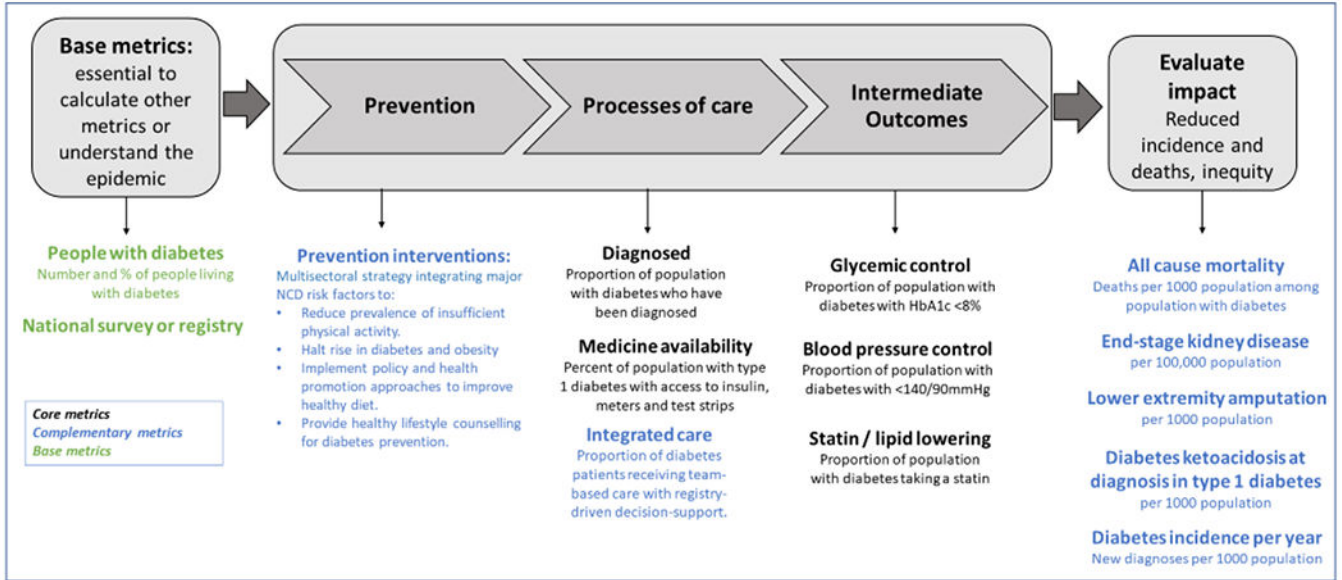 Base metrics:
essential to
calculate other
metrics or
understand the
epidemic
Prevention
Processes of care
Intermediate
Outcomes
Evaluate
impact
Reduced
incidence and
deaths, inequity
People with diabetes
Number and % of people living
with diabetes
National survey or registry
Core metrics
Complementary metrics
Base metrics
Prevention interventions:
Multisectoral strategy integrating major
NCD risk factors to:
• Reduce prevalence of insufficient
physical activity.
• Halt rise in diabetes and obesity
• Implement policy and health
promotion approaches to improve
healthy diet.
• Provide healthy lifestyle counselling
for diabetes prevention.
Diagnosed
Proportion of population
with diabetes who have
been diagnosed
Medicine availability
Percent of population with type
1 diabetes with access to insulin,
meters and test strips
Integrated care
Proportion of diabetes
patients receiving team-
based care with registry-
driven decision-support.
Glycemic control
Proportion of population with
diabetes with HbA1c <8%
Blood pressure control
Proportion of population with
diabetes with <140/90mmHg
Statin / lipid lowering
Proportion of population
with diabetes taking a statin
All cause mortality
Deaths per 1000 population among
population with diabetes
End-stage kidney disease
per 100,000 population
Lower extremity amputation
per 1000 population
Diabetes ketoacidosis at
diagnosis in type 1 diabetes
per 1000 population
Diabetes incidence per year
New diagnoses per 1000 population